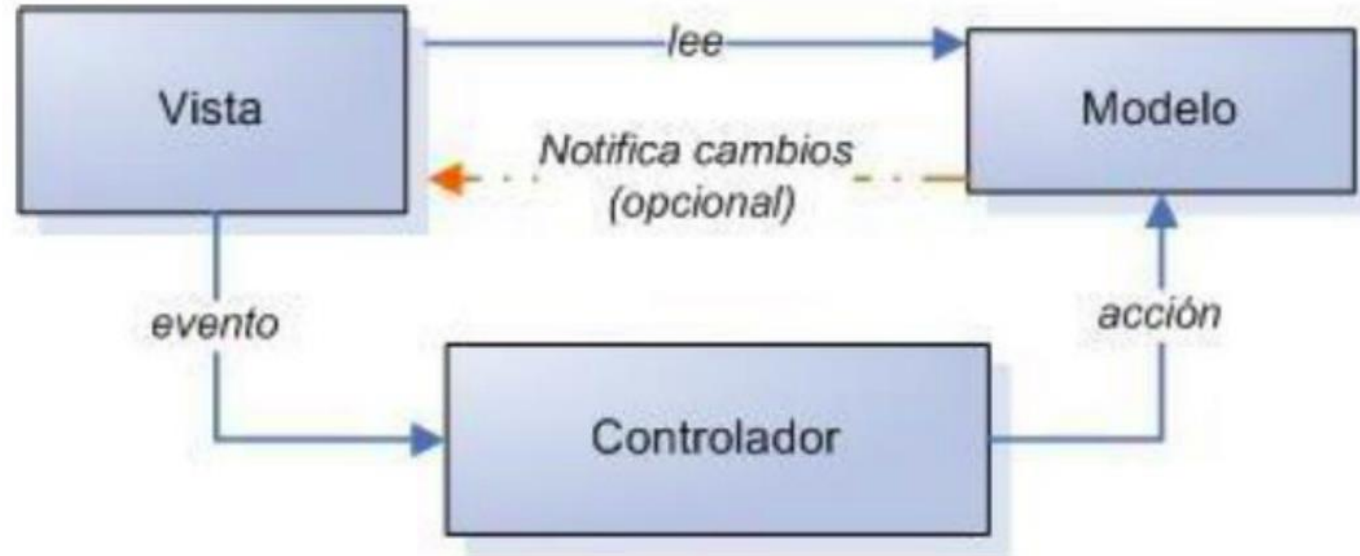 Vista
lee
Modelo
Notifica cambios
(opcional)
evento
acción
Controlador